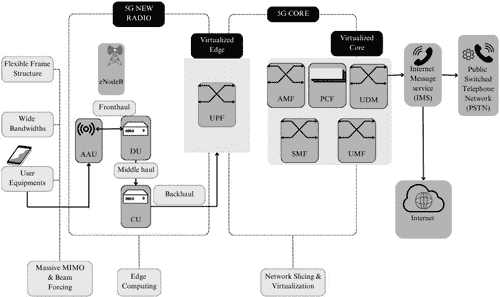 5G NEW
RADIO
Virtualized
Edge
5G CORE
Virtualized
Core
Flexible Frame
Structure
Wide
Bandwidths
User
Equipments
Massive MIMO
& Beam
Forcing
eNodeB
Fronthaul
AAU
DU
Middle haul
CU
Backhaul
Edge
Computing
UPF
AMF
PCF
UDM
SMF
UMF
Network Slicing &
Virtualization
Internet
Message
service
(IMS)
Public
Switched
Telephone
Network
(PSTN)
Internet